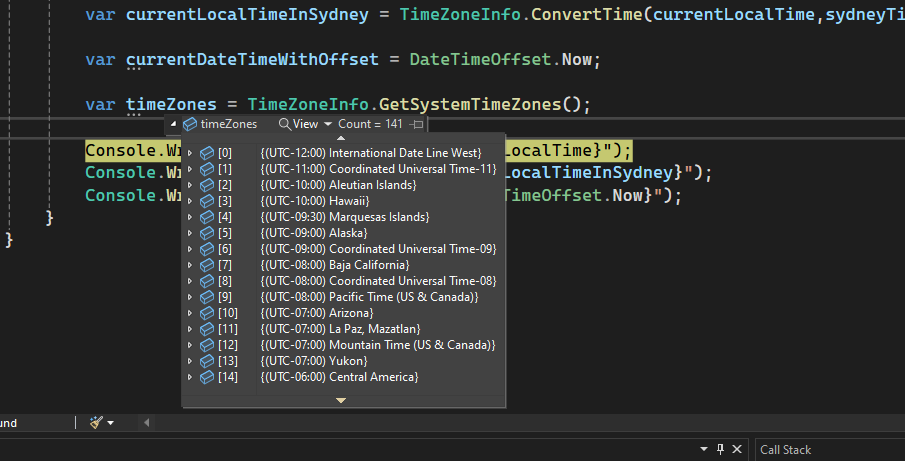 var currentLocalTimeInSydney = TimeZoneInfo.ConvertTime(currentLocalTime,sydneyTi
var currentDateTimeWithOffset = DateTimeOffset.Now;
var timeZones = TimeZoneInfo.GetSystemTimeZones();
timeZones View Count = 141
Console.W LocalTime}");
Console.W LocalTimeInSydney}");
Console.W TimeOffset.Now}");
}
}
[0] {(UTC-12:00) International Date Line West}
[1] {(UTC-11:00) Coordinated Universal Time-11}
[2] {(UTC-10:00) Aleutian Islands}
[3] {(UTC-10:00) Hawaii}
[4] {(UTC-09:30) Marquesas Islands}
[5] {(UTC-09:00) Alaska}
[6] {(UTC-09:00) Coordinated Universal Time-09}
[7] {(UTC-08:00) Baja California}
[8] {(UTC-08:00) Coordinated Universal Time-08}
[9] {(UTC-08:00) Pacific Time (US & Canada)}
[10] {(UTC-07:00) Arizona}
[11] {(UTC-07:00) La Paz, Mazatlan}
[12] {(UTC-07:00) Mountain Time (US & Canada)}
[13] {(UTC-07:00) Yukon}
[14] {(UTC-06:00) Central America}
und
Call Stack